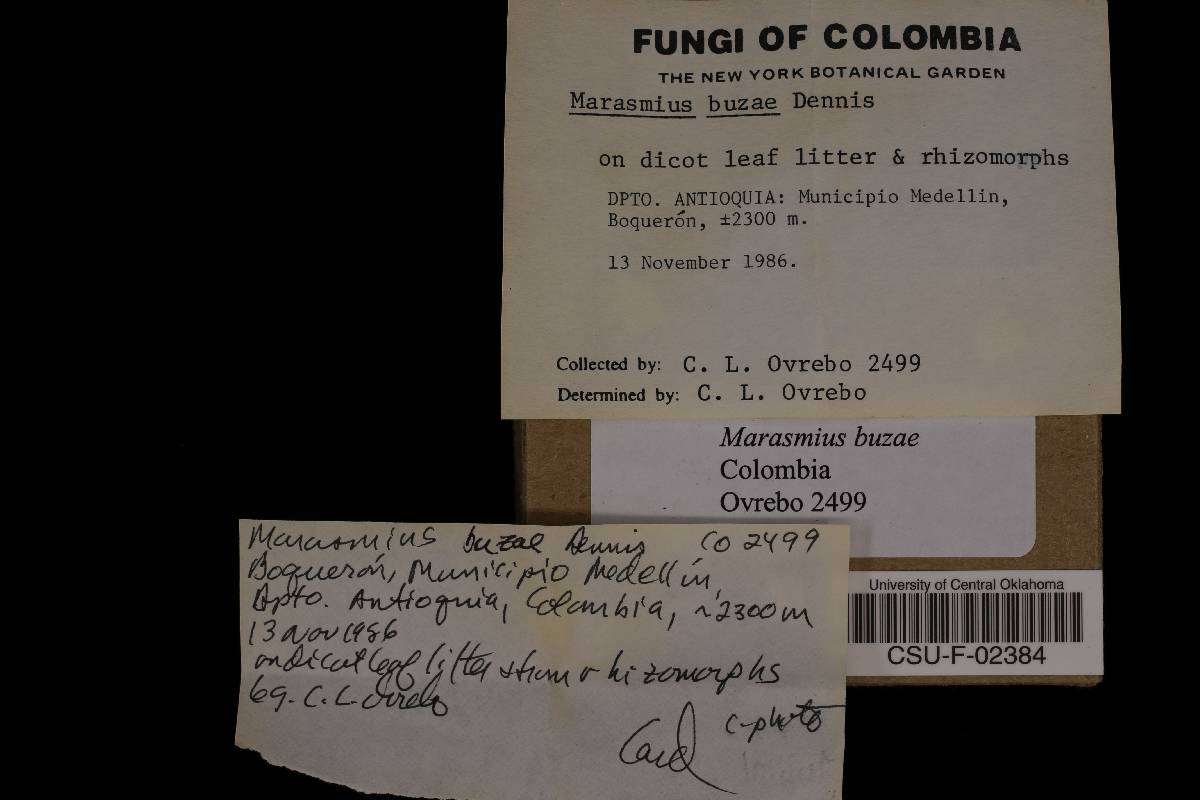 FUNGI OF COLOMBIA
THE NEW YORK BOTANICAL GARDEN
Marasmius buzae Dennis
on dicot leaf litter & rhizomorphs
DPTO. ANTIOQUIA: Municipio Medellin,
Boquerón, ±2300 m.
13 November 1986.
Collected by: C. L. Ovrebo 2499
Determined by: C. L. Ovrebo
Marasmius buzae
Colombia
Ovrebo 2499
University of Central Oklahoma
CSU-F-02384
Marasmius buzae Dennis CO 2499
Boquerón, Municipio Medellín,
Dpto. Antioquia, Colombia, ~2300m
13 Nov 1986
on dicot leaf litter rhizomorphs
C. L. Ovrebo
Card c-photo